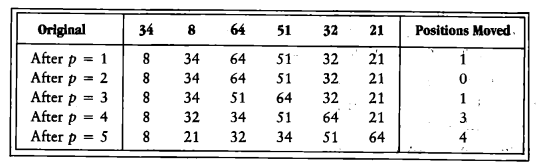 Original 34 8 64 51 32 21 Positions Moved
After p = 1 8 34 64 51 32 21 1
After p = 2 8 34 64 51 32 21 0
After p = 3 8 34 51 64 32 21 1
After p = 4 8 32 34 51 64 21 3
After p = 5 8 21 32 34 51 64 4